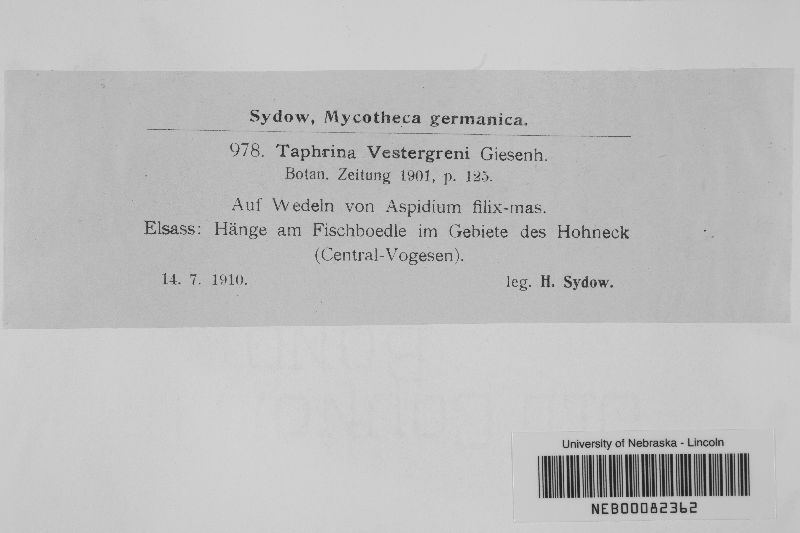 Sydow, Mycotheca germanica.
978. Taphrina Vestergreni Giesenh.
Botan. Zeitung 1901, p. 125.
Auf Wedeln von Aspidium filix-mas.
Elsass: Hänge am Fischboedle im Gebiete des Hohneck
(Central-Vogesen).
14. 7. 1910. leg. H. Sydow.
University of Nebraska - Lincoln
NEB00082362